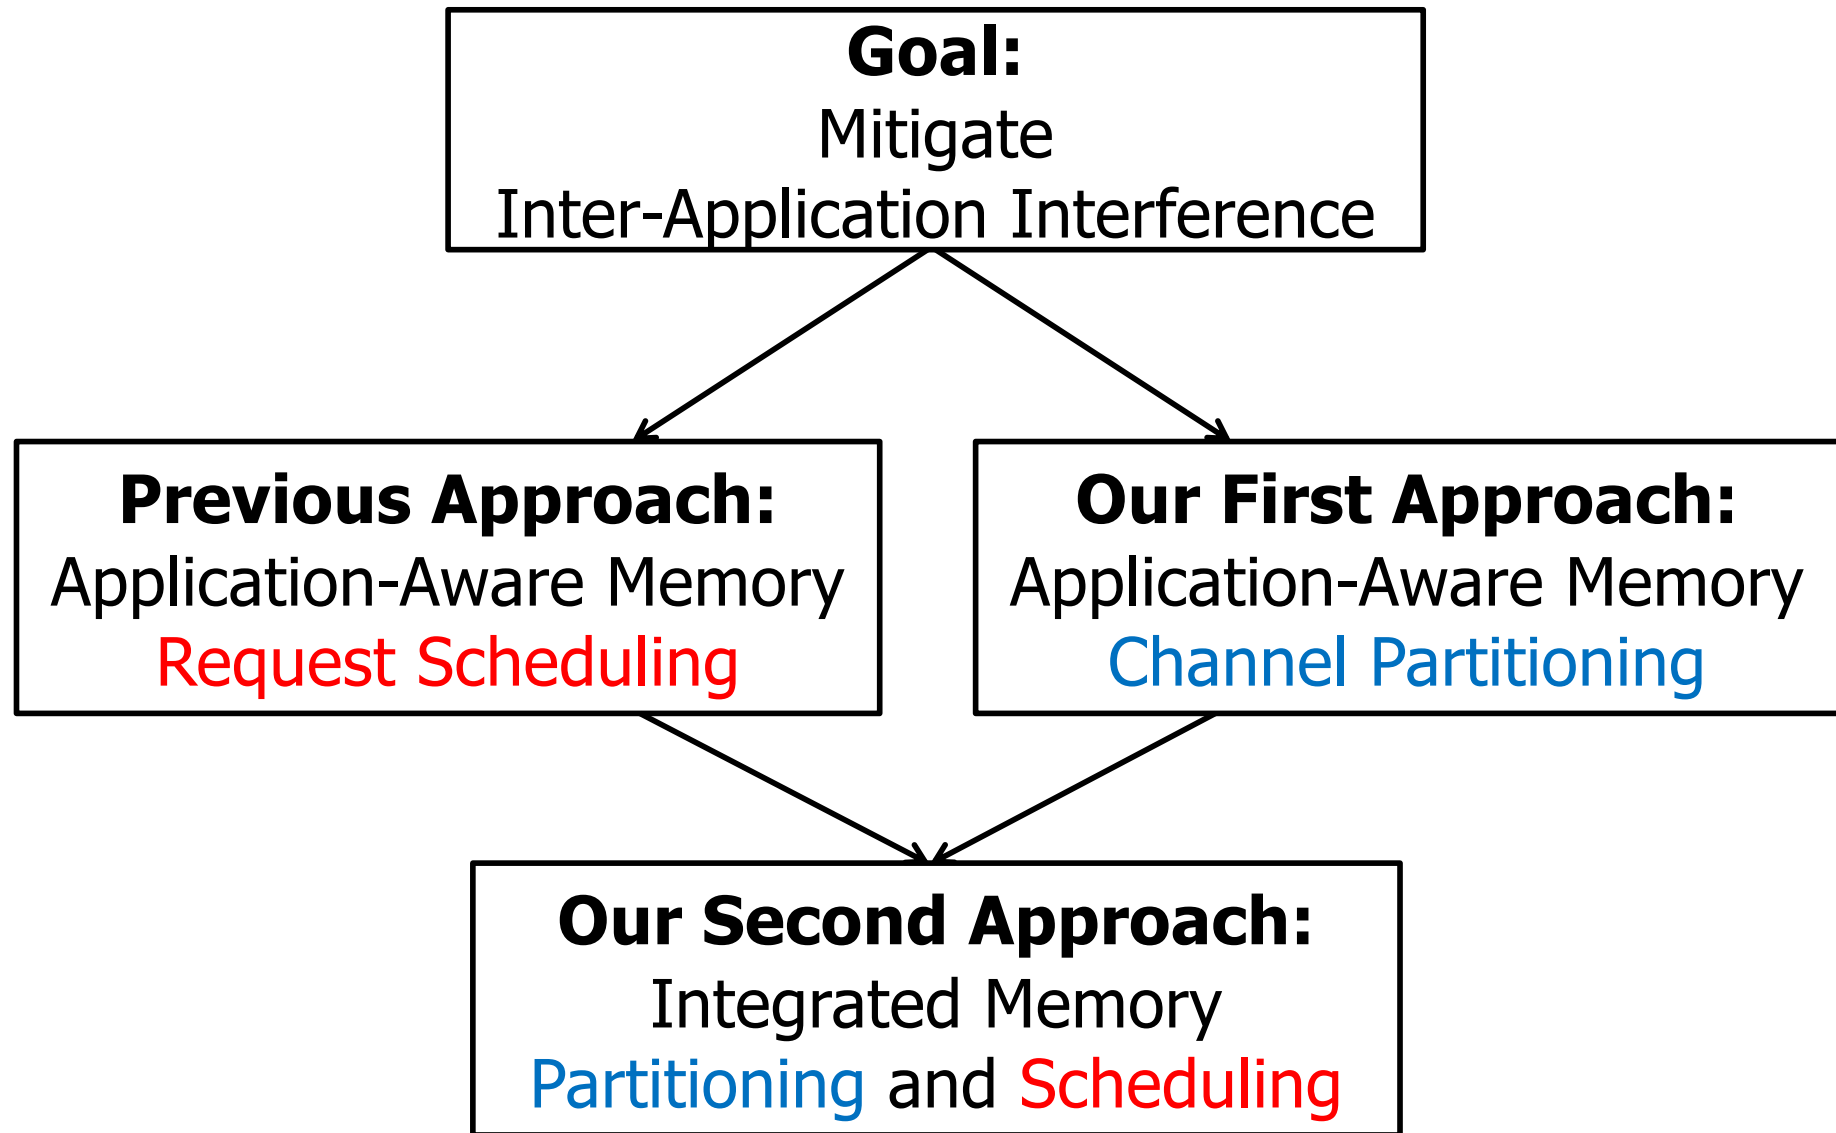 Goal:
Mitigate
Inter-Application Interference
Previous Approach:
Application-Aware Memory
Request Scheduling
Our First Approach:
Application-Aware Memory
Channel Partitioning
Our Second Approach:
Integrated Memory
Partitioning and Scheduling